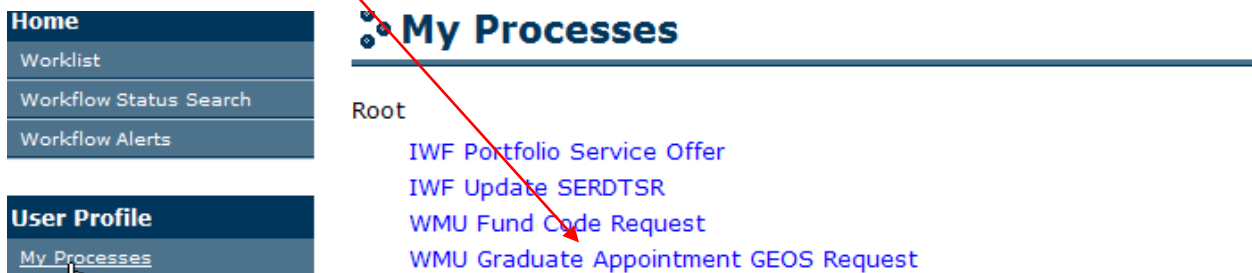 Home
Worklist
Workflow Status Search
Workflow Alerts
User Profile
My Processes
My Processes
Root
IWF Portfolio Service Offer
IWF Update SERDTSR
WMU Fund Code Request
WMU Graduate Appointment GEOS Request